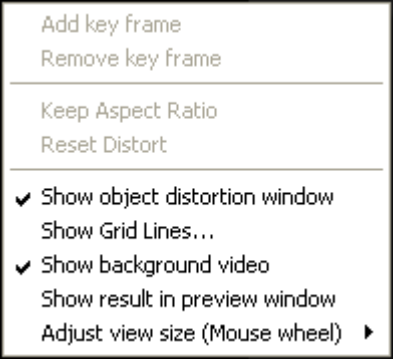 Add key frame
Remove key frame
Keep Aspect Ratio
Reset Distort
Show object distortion window
Show Grid Lines...
Show background video
Show result in preview window
Adjust view size (Mouse wheel)